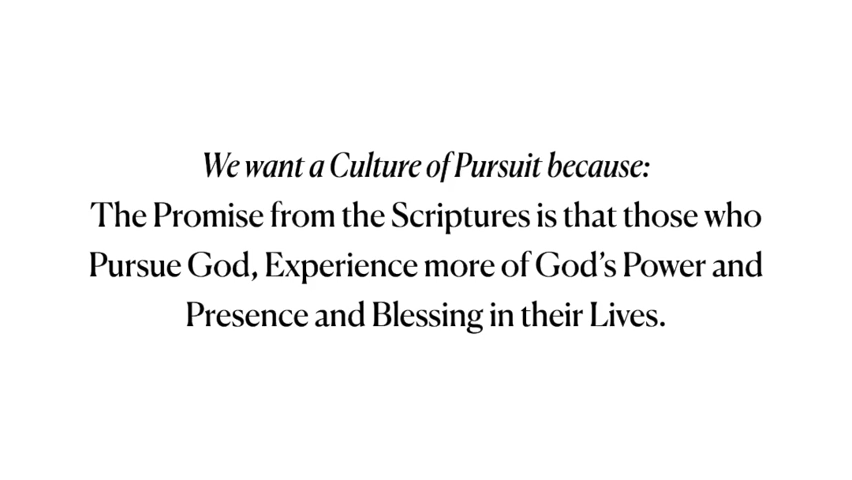 We want a Culture of Pursuit because:
The Promise from the Scriptures is that those who
Pursue God, Experience more of God’s Power and
Presence and Blessing in their Lives.